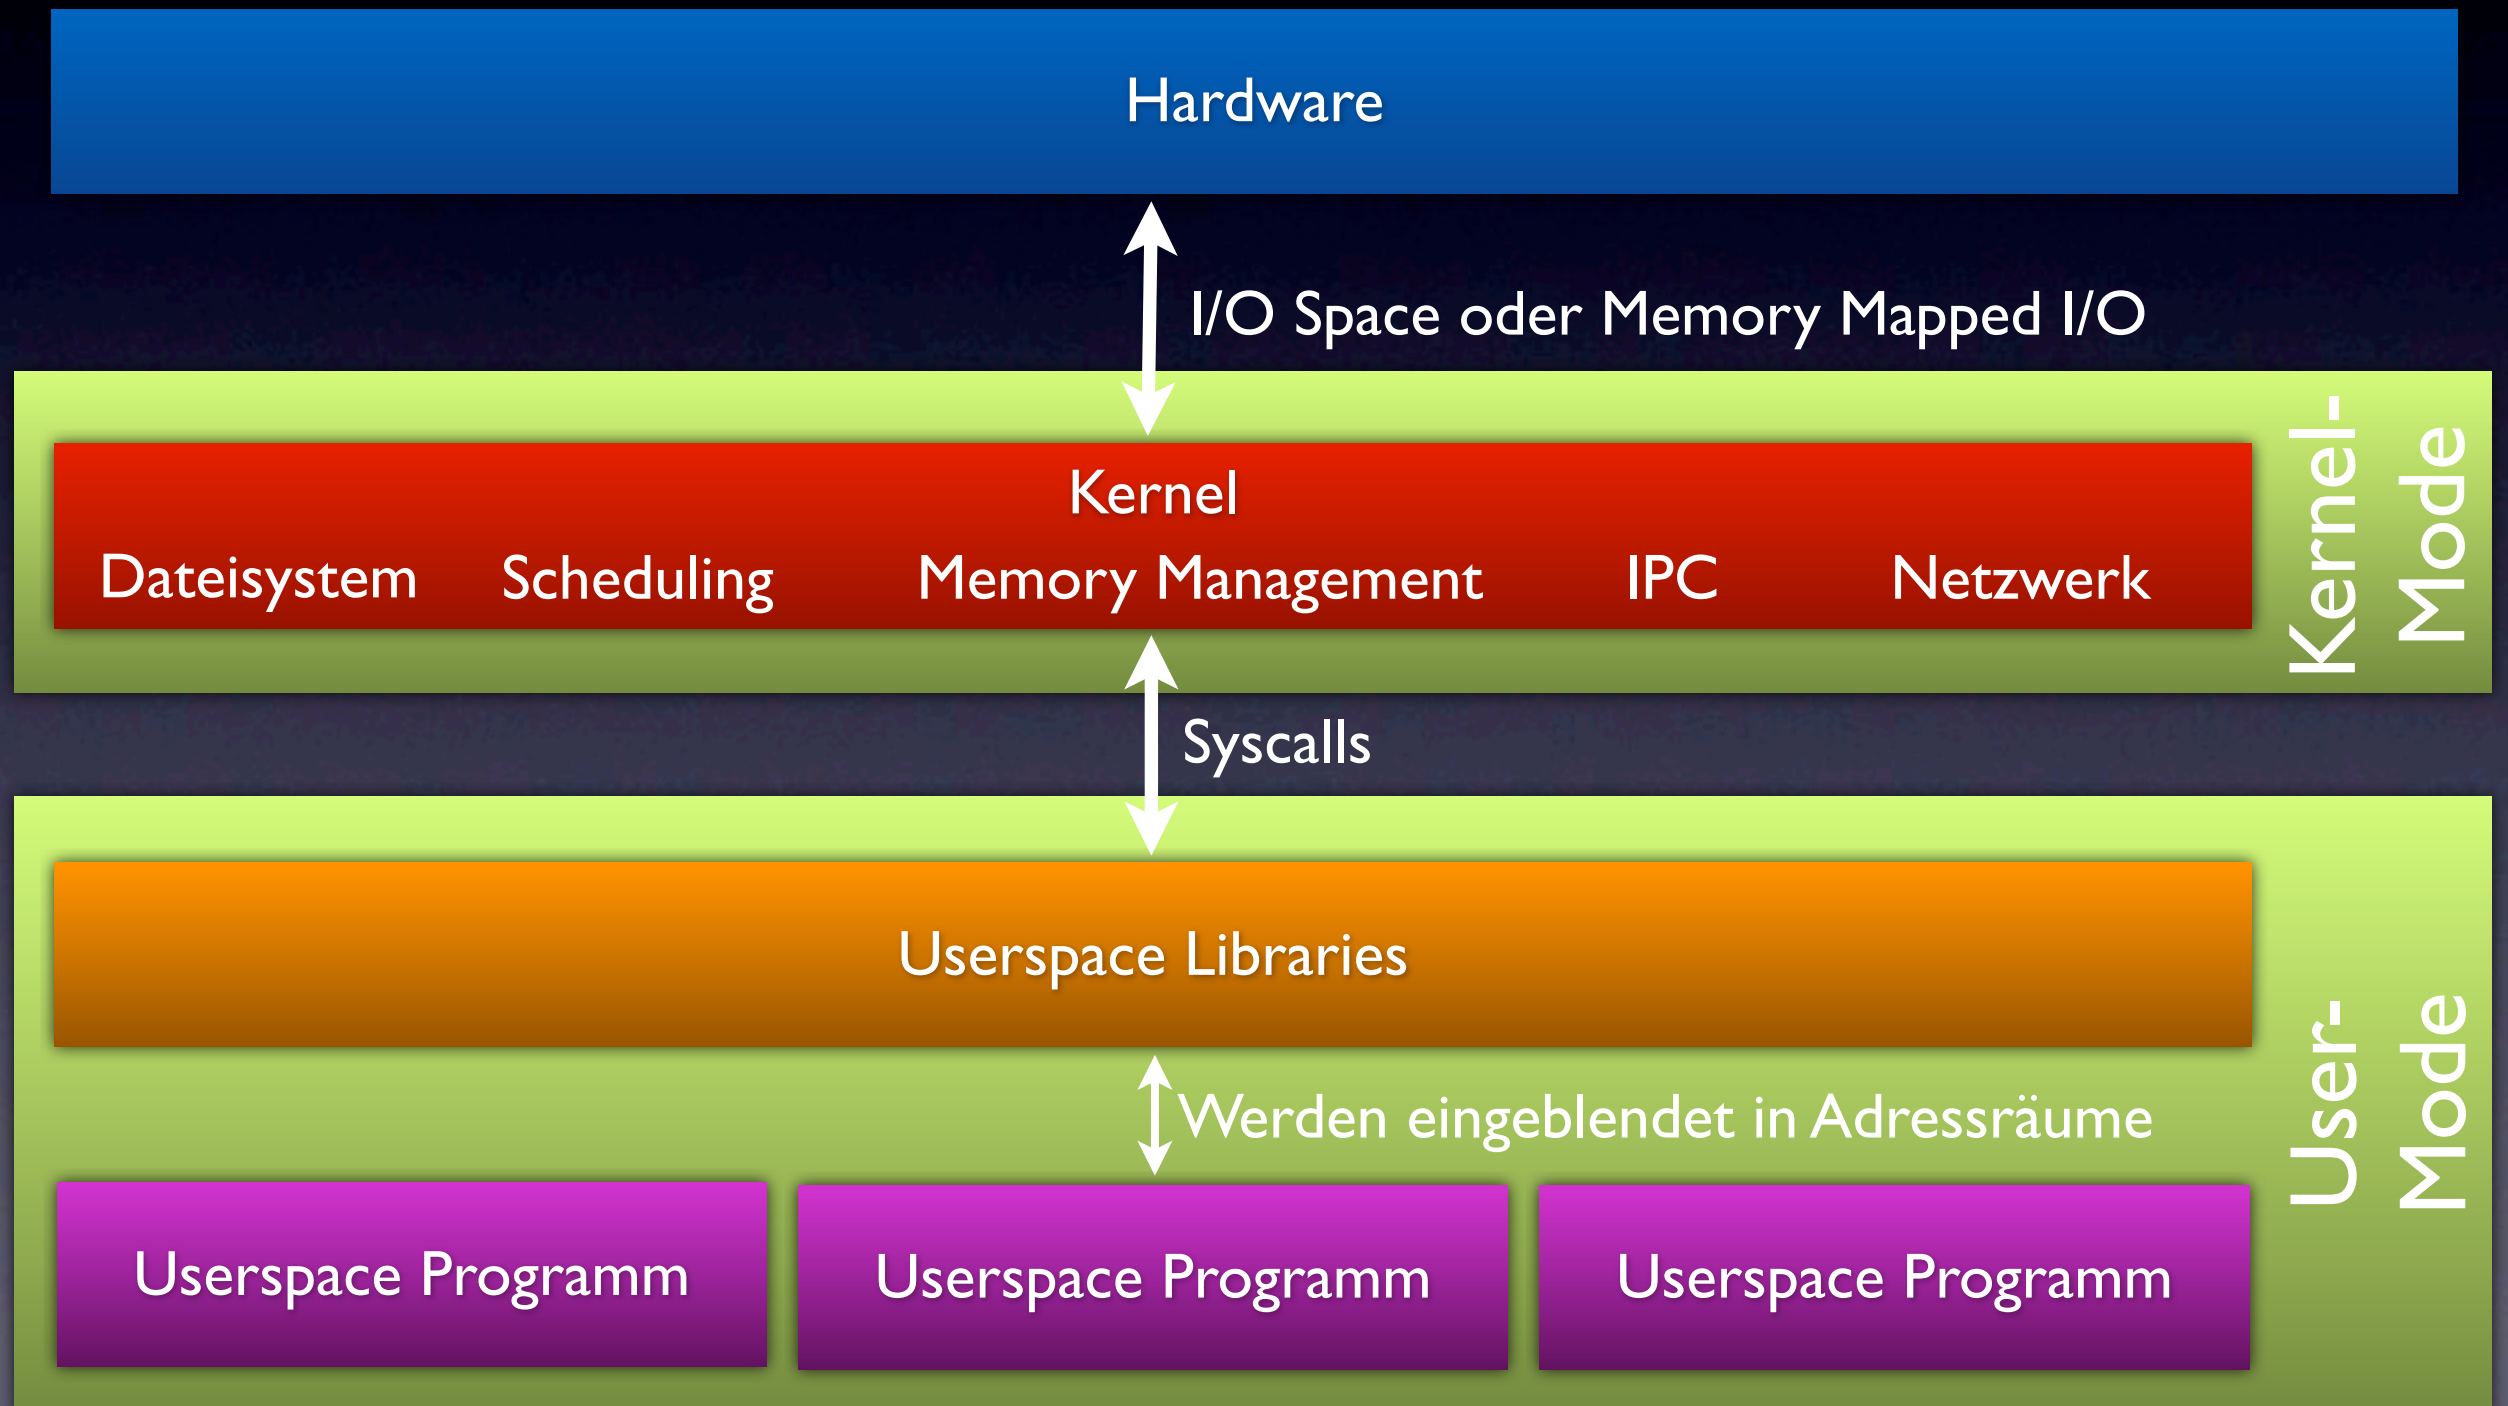 Hardware
I/O Space oder Memory Mapped I/O
Kernel
Dateisystem Scheduling Memory Management IPC Netzwerk
Kernel-
Mode
Syscalls
Userspace Libraries
Werden eingeblendet in Adressräume
Userspace Programm Userspace Programm Userspace Programm
User-
Mode